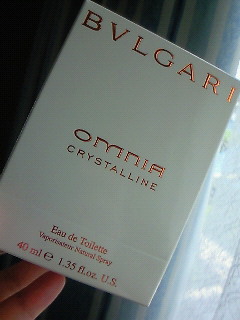 BVLGARI
OMNIA
CRYSTALLINE
Eau de Toilette
Vaporisateur Natural Spray
40 ml e 1.35 fl.oz. U.S.